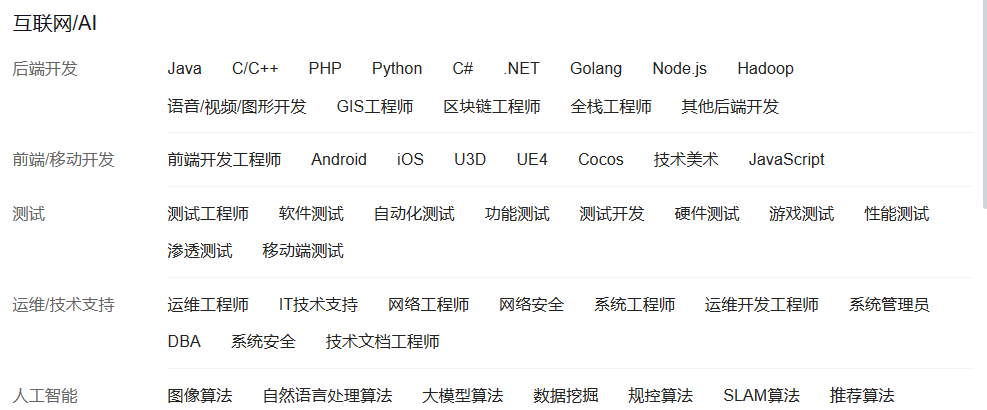 互联网/AI
后端开发 Java C/C++ PHP Python C# .NET Golang Node.js Hadoop
语音/视频/图形开发 GIS工程师 区块链工程师 全栈工程师 其他后端开发
前端/移动开发 前端开发工程师 Android iOS U3D UE4 Cocos 技术美术 JavaScript
测试 测试工程师 软件测试 自动化测试 功能测试 测试开发 硬件测试 游戏测试 性能测试
渗透测试 移动端测试
运维/技术支持 运维工程师 IT技术支持 网络工程师 网络安全 系统工程师 运维开发工程师 系统管理员
DBA 系统安全 技术文档工程师
人工智能 图像算法 自然语言处理算法 大模型算法 数据挖掘 规控算法 SLAM算法 推荐算法